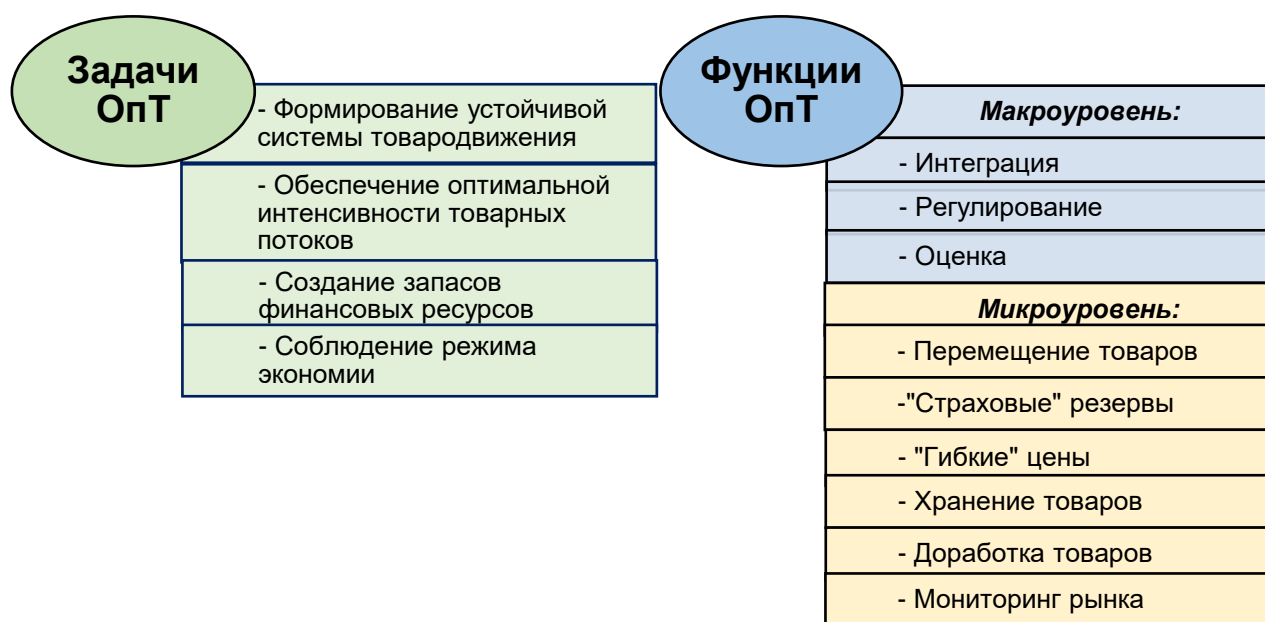 Задачи
ОпТ
- Формирование устойчивой
системы товародвижения
- Обеспечение оптимальной
интенсивности товарных
потоков
- Создание запасов
финансовых ресурсов
- Соблюдение режима
экономии
Функции
ОпТ
Макроуровень:
- Интеграция
- Регулирование
- Оценка
Микроуровень:
- Перемещение товаров
-"Страховые" резервы
- "Гибкие" цены
- Хранение товаров
- Доработка товаров
- Мониторинг рынка